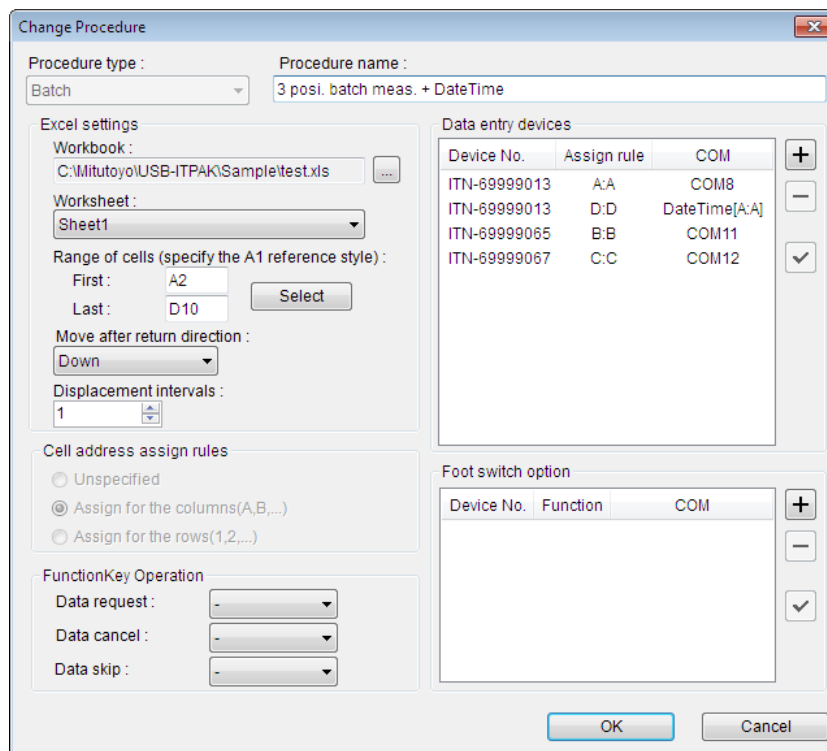 Change Procedure
Procedure type :
Batch
Procedure name :
3 posi. batch meas. + DateTime
Excel settings
Workbook :
C:\Mitutoyo\USB-ITPAK\Sample\test.xls
...
Worksheet :
Sheet1
Range of cells (specify the A1 reference style) :
First : A2
Select
Last : D10
Move after return direction :
Down
Displacement intervals :
1
Cell address assign rules
Unspecified
Assign for the columns(A,B,...)
Assign for the rows(1,2,...)
FunctionKey Operation
Data request : -
Data cancel : -
Data skip : -
Data entry devices
Device No. Assign rule COM
ITN-69999013 A:A COM8
ITN-69999013 D:D DateTime[A:A]
ITN-69999065 B:B COM11
ITN-69999067 C:C COM12
Foot switch option
Device No. Function COM
OK
Cancel